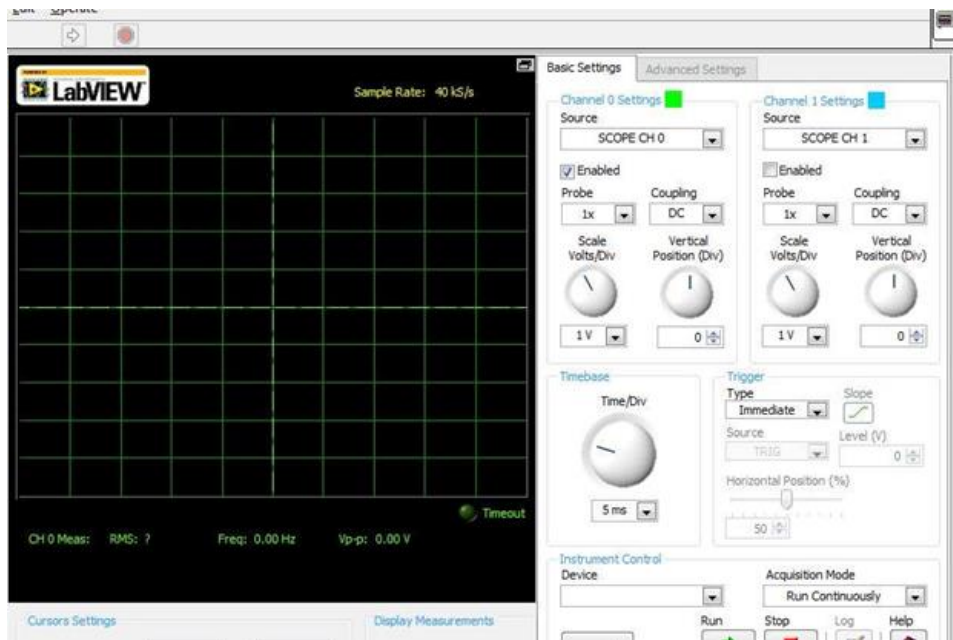 Edit Operate
LabVIEW
Sample Rate: 40 kS/s
Timeout
CH 0 Meas: RMS: ? Freq: 0.00 Hz Vp-p: 0.00 V
Cursors Settings
Display Measurements
Basic Settings
Advanced Settings
Channel 0 Settings
Source
SCOPE CH 0
Enabled
Probe
Coupling
1x
DC
Scale
Volts/Div
Vertical
Position (Div)
1 V
0
Channel 1 Settings
Source
SCOPE CH 1
Enabled
Probe
Coupling
1x
DC
Scale
Volts/Div
Vertical
Position (Div)
1 V
0
Timebase
Time/Div
5 ms
Trigger
Type
Immediate
Slope
Source
TRIG
Level (V)
0
Horizontal Position (%)
50
Instrument Control
Device
Acquisition Mode
Run Continuously
Run
Stop
Log
Help